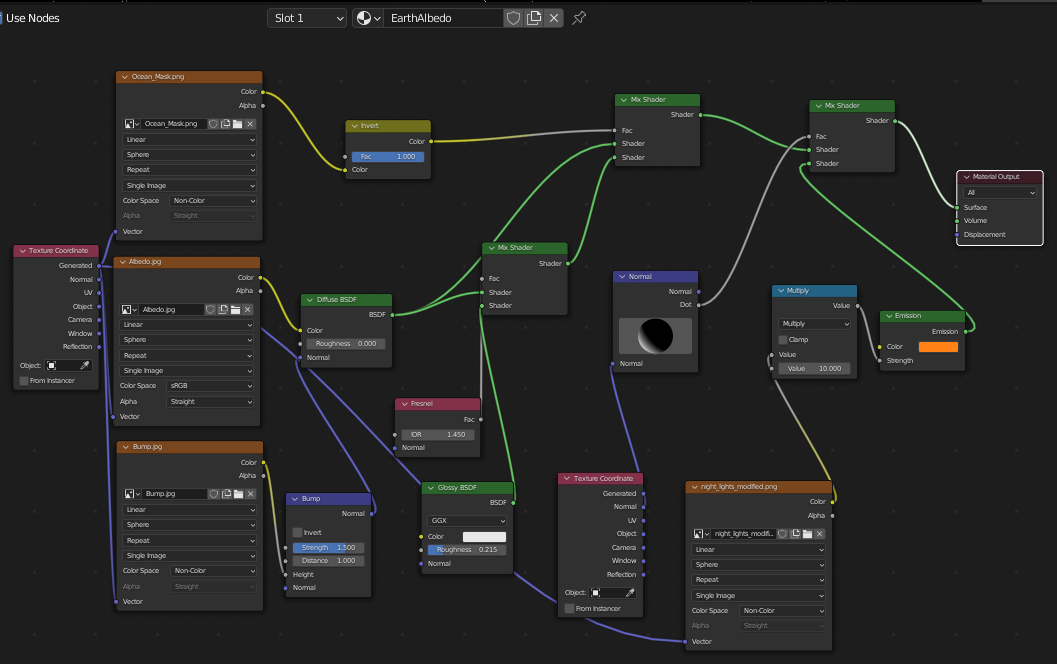 Use Nodes
Slot 1
EarthAlbedo
Ocean_Mask.png
Color
Alpha
Ocean_Mask.png
Linear
Sphere
Repeat
Single Image
Color Space Non-Color
Alpha Straight
Vector
Invert
Color
Fac 1.000
Color
Mix Shader
Shader
Fac
Shader
Shader
Mix Shader
Shader
Fac
Shader
Shader
Material Output
All
Surface
Volume
Displacement
Texture Coordinate
Generated
Normal
UV
Object
Camera
Window
Reflection
Object:
From Instancer
Albedo.jpg
Color
Alpha
Albedo.jpg
Linear
Sphere
Repeat
Single Image
Color Space sRGB
Alpha Straight
Vector
Diffuse BSDF
BSDF
Color
Roughness 0.000
Normal
Mix Shader
Shader
Fac
Shader
Shader
Normal
Normal
Dot
Normal
Multiply
Value
Multiply
Clamp
Value
Value 10.000
Emission
Emission
Color
Strength
Fresnel
Fac
IOR 1.450
Normal
Bump.jpg
Color
Alpha
Bump.jpg
Linear
Sphere
Repeat
Single Image
Color Space Non-Color
Alpha Straight
Vector
Bump
Normal
Invert
Strength 1.500
Distance 1.000
Height
Normal
Glossy BSDF
BSDF
GGX
Color
Roughness 0.215
Normal
Texture Coordinate
Generated
Normal
UV
Object
Camera
Window
Reflection
Object:
From Instancer
night_lights_modified.png
Color
Alpha
night_lights_modifi...
Linear
Sphere
Repeat
Single Image
Color Space Non-Color
Alpha Straight
Vector